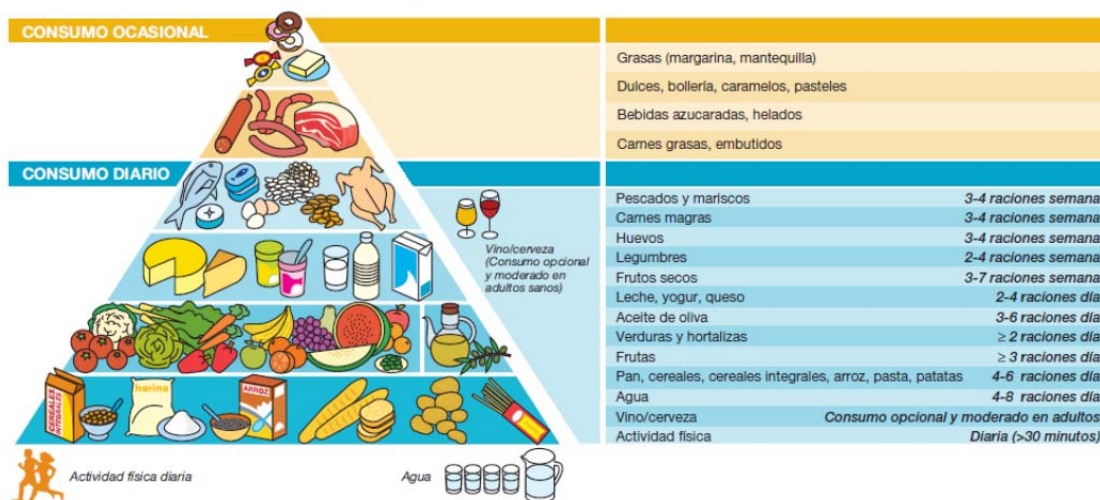 CONSUMO OCASIONAL
Grasas (margarina, mantequilla)
Dulces, bollería, caramelos, pasteles
Bebidas azucaradas, helados
Carnes grasas, embutidos
CONSUMO DIARIO
Vino/cerveza
(Consumo opcional
y moderado en
adultos sanos)
Pescados y mariscos 3-4 raciones semana
Carnes magras 3-4 raciones semana
Huevos 3-4 raciones semana
Legumbres 2-4 raciones semana
Frutos secos 3-7 raciones semana
Leche, yogur, queso 2-4 raciones día
Aceite de oliva 3-6 raciones día
Verduras y hortalizas ≥ 2 raciones día
Frutas ≥ 3 raciones día
Pan, cereales, cereales integrales, arroz, pasta, patatas 4-6 raciones día
Agua 4-8 raciones día
Vino/cerveza Consumo opcional y moderado en adultos
Actividad física Diaria (>30 minutos)
CEREALES
INTEGRALES
harina
ARROZ
Actividad física diaria
Agua